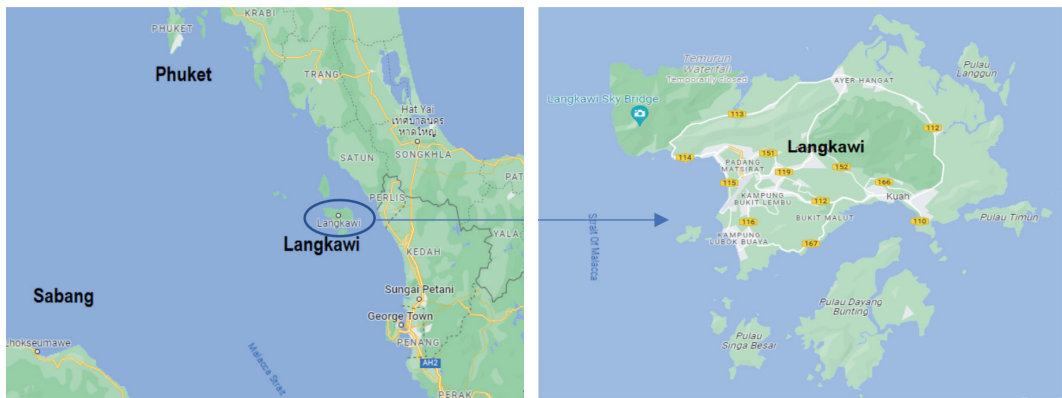 KRABI
PHUKET
Phuket
TRANG
Hat Yai
เทศบาลนคร
หาดใหญ่
SATUN
SONGKHLA
PAT
PERLIS
Langkawi
Langkawi
YALA
KEDAH
Sabang
Sungai Petani
George Town
PENANG
Lhokseumawe
AH2
Malacca Strait
PERAK
Temurun
Waterfall
Temporarily closed
Pulau
Langgun
AYER HANGAT
Langkawi Sky Bridge
113
112
Langkawi
114
151
PADANG
MATSIRAT
152
119
115
166
KAMPUNG
BUKIT LEMBU
112
Kuah
116
BUKIT MALUT
110
Pulau Timun
Strait Of Malacca
KAMPUNG
LUBOK BUAYA
167
Pulau Dayang
Bunting
Pulau
Singa Besar